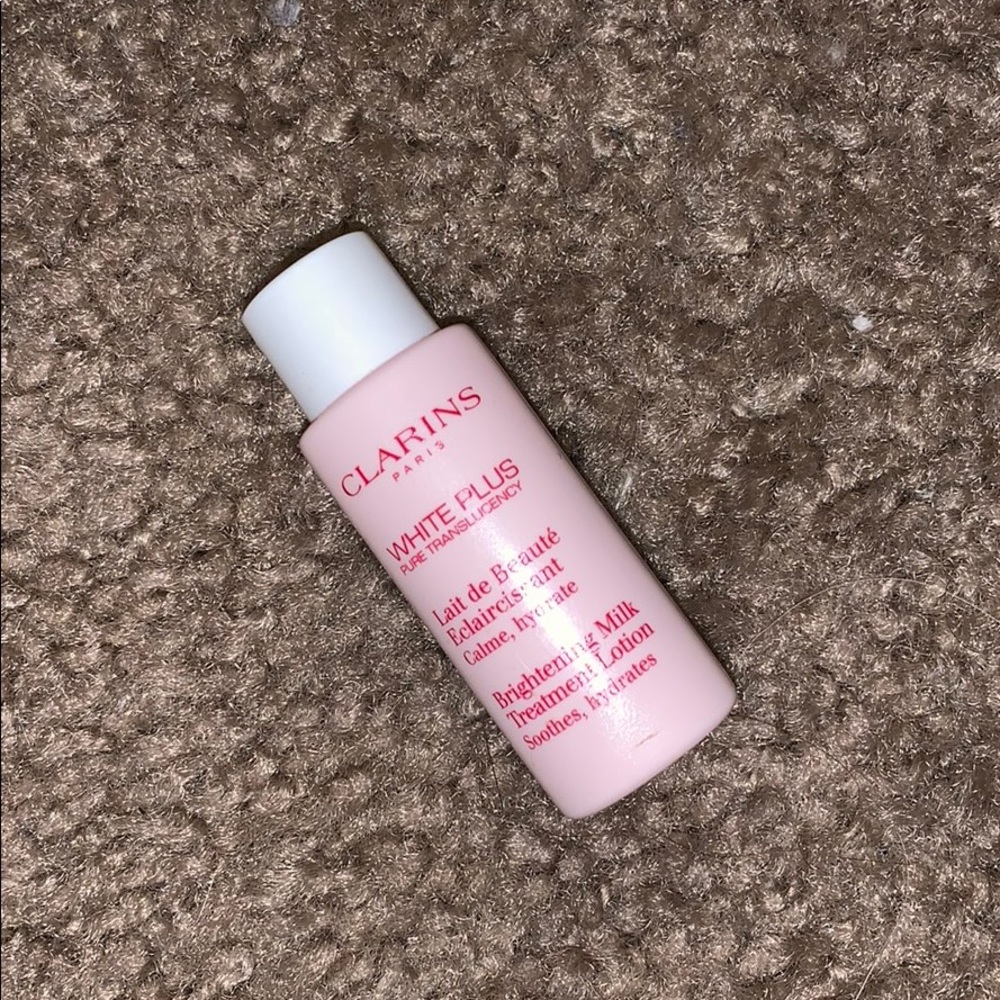 CLARINS
PARIS
WHITE PLUS
PURE TRANSLUCENCY
Lait de Beauté
Eclaircissant
Calme, hydrate
Brightening Milk
Treatment Lotion
Soothes, hydrates